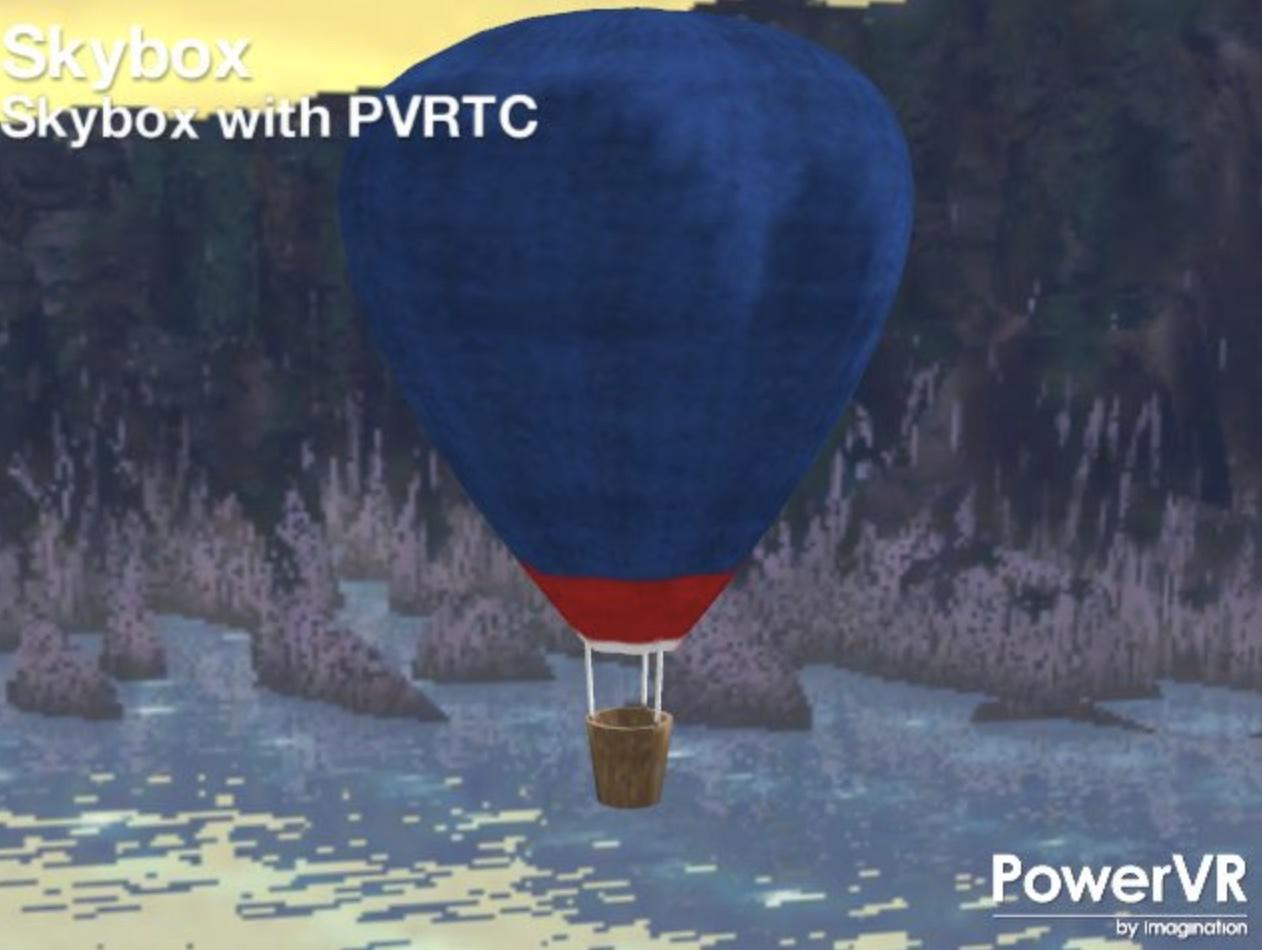 Skybox
Skybox with PVRTC
PowerVR
by Imagination